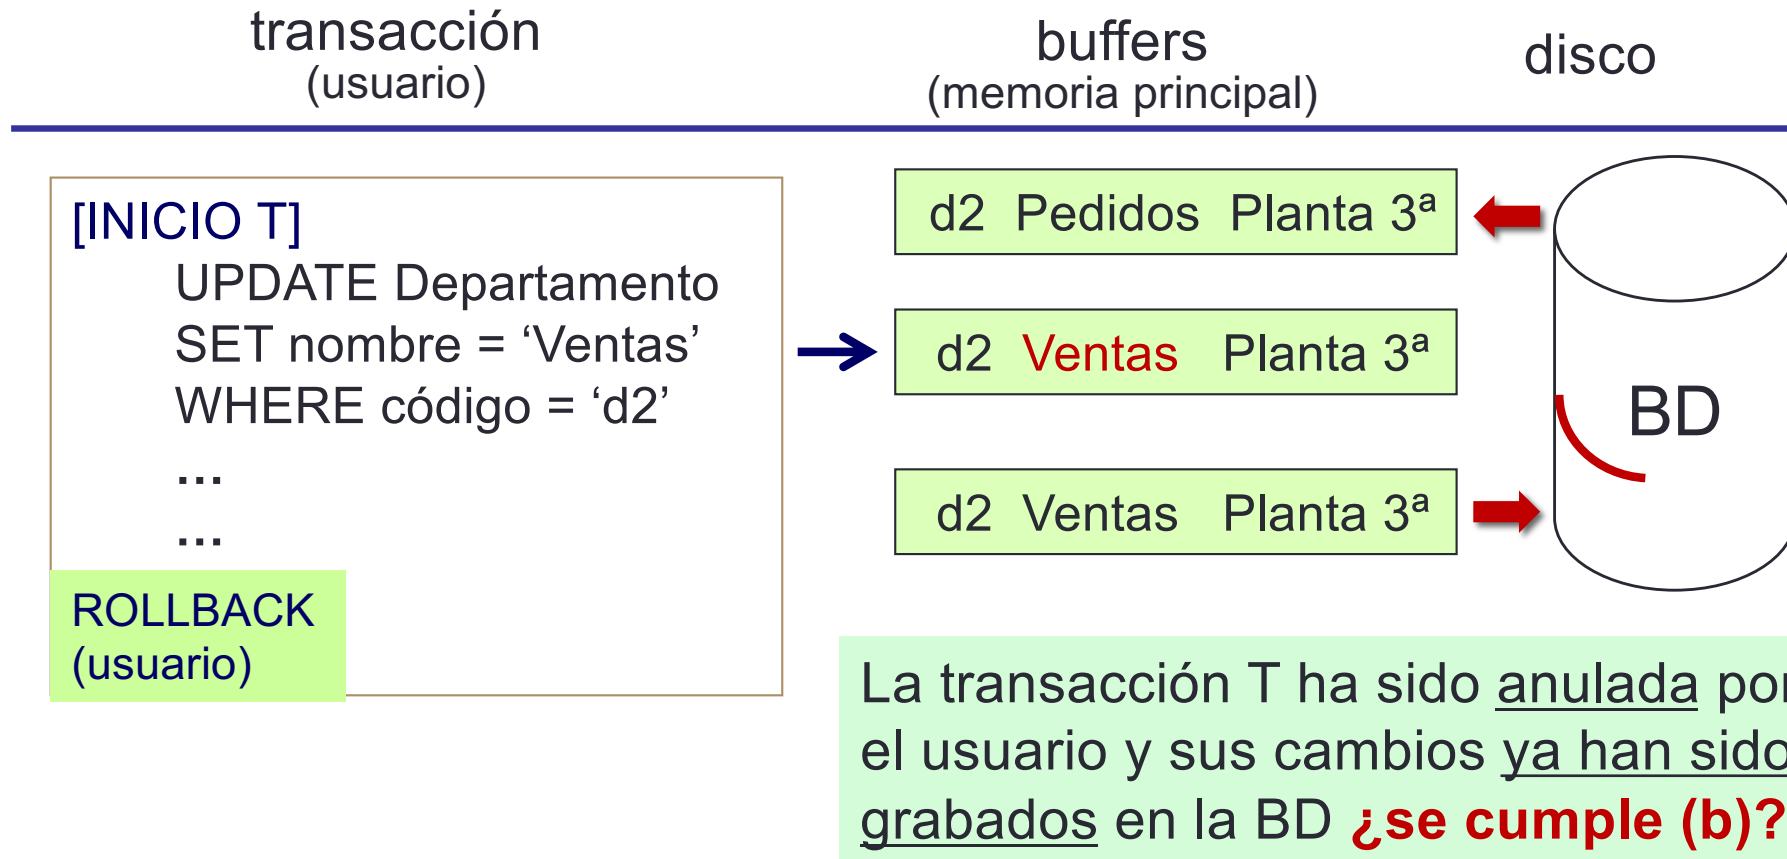 transacción
(usuario)
buffers
(memoria principal)
disco
[INICIO T]
UPDATE Departamento
SET nombre = ‘Ventas’
WHERE código = ‘d2’
...
...
ROLLBACK
(usuario)
d2 Pedidos Planta 3ª
d2 Ventas Planta 3ª
d2 Ventas Planta 3ª
BD
La transacción T ha sido anulada por
el usuario y sus cambios ya han sido
grabados en la BD ¿se cumple (b)?